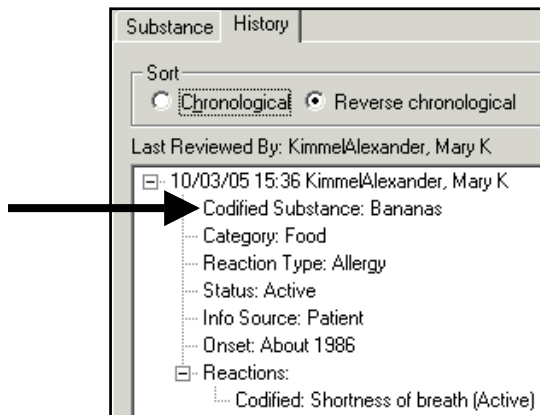 Substance History
Sort
Chronological Reverse chronological
Last Reviewed By: KimmelAlexander, Mary K
10/03/05 15:36 KimmelAlexander, Mary K
Codified Substance: Bananas
Category: Food
Reaction Type: Allergy
Status: Active
Info Source: Patient
Onset: About 1986
Reactions:
Codified: Shortness of breath (Active)